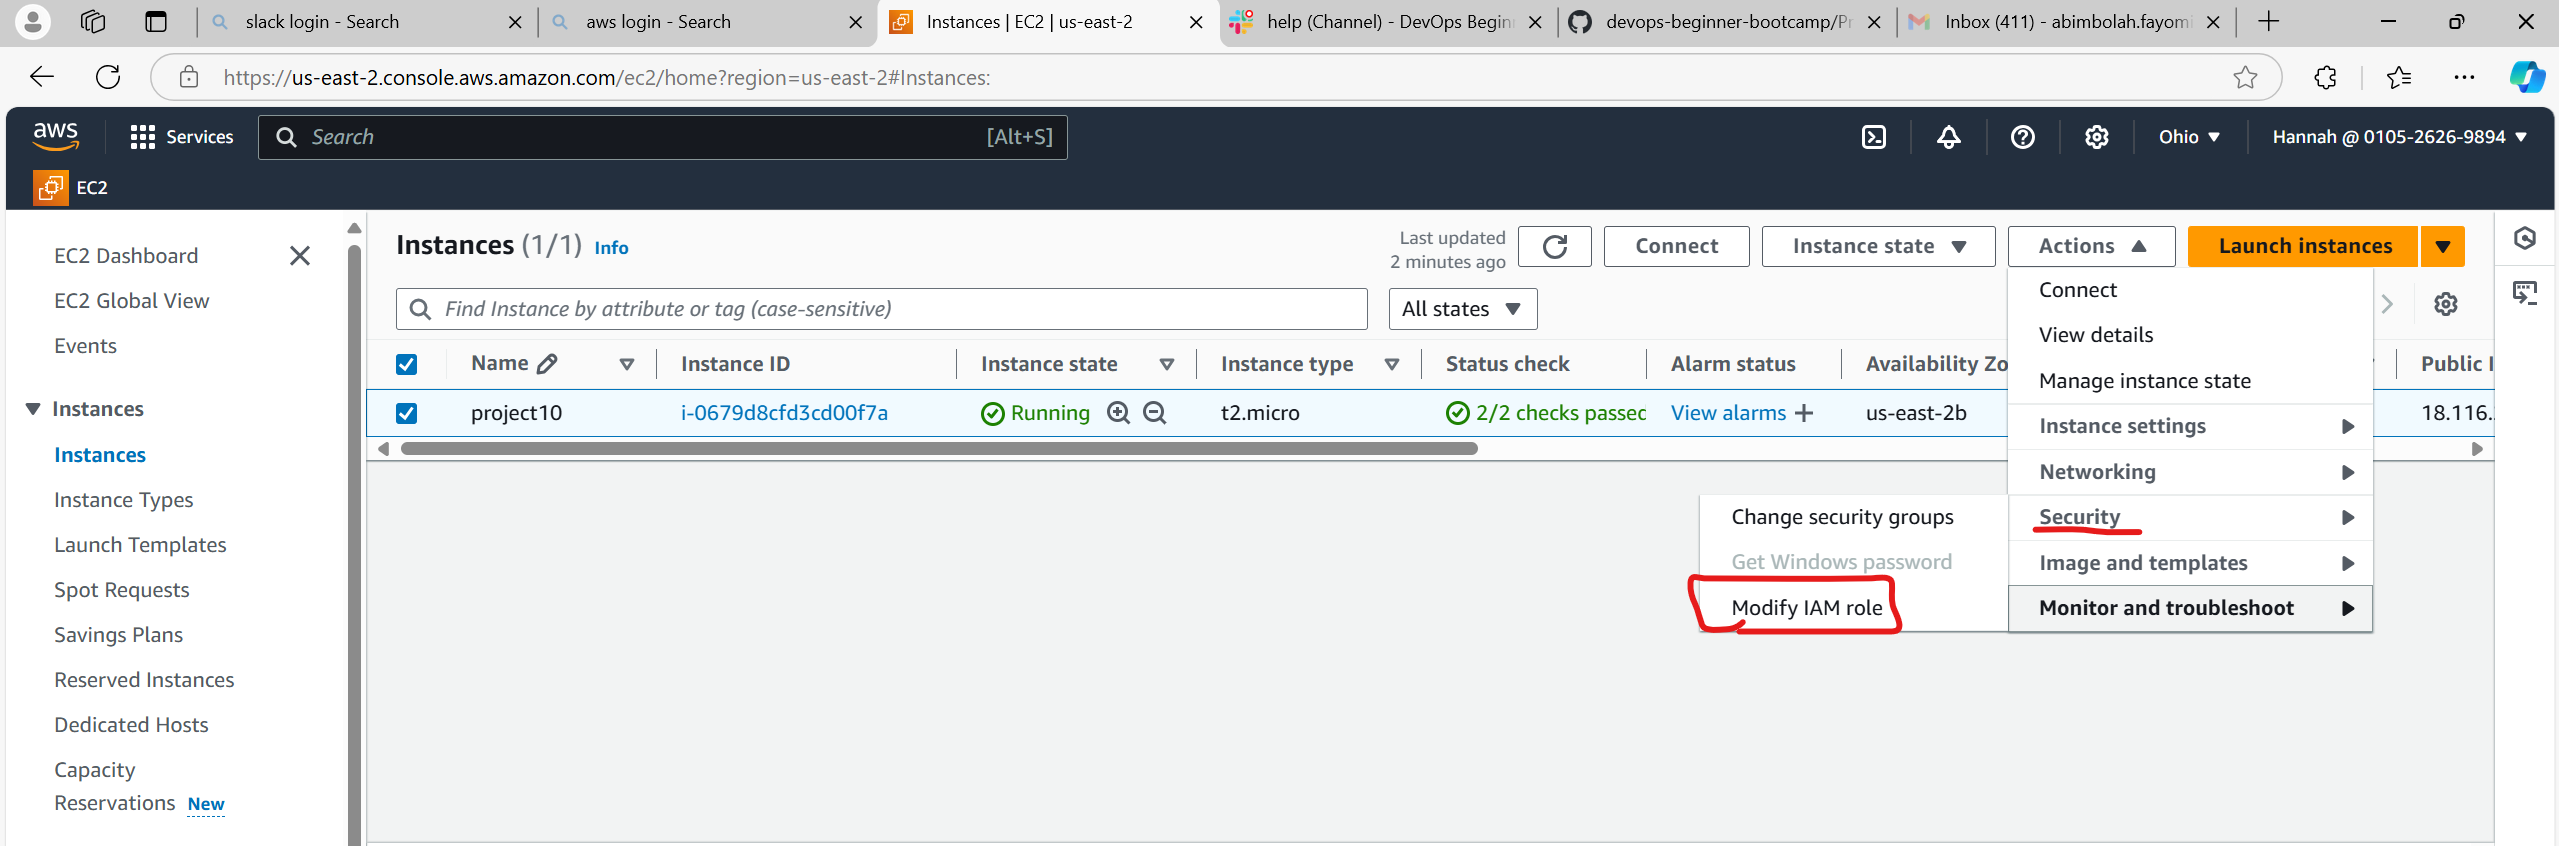 slack login - Search
aws login - Search
Instances | EC2 | us-east-2
help (Channel) - DevOps Begin
devops-beginner-bootcamp/Pr
Inbox (411) - abimbolah.fayom
https://us-east-2.console.aws.amazon.com/ec2/home?region=us-east-2#Instances:
aws
Services
Search
[Alt+S]
Ohio
Hannah @ 0105-2626-9894
EC2
EC2 Dashboard
EC2 Global View
Events
Instances
Instances
Instance Types
Launch Templates
Spot Requests
Savings Plans
Reserved Instances
Dedicated Hosts
Capacity
Reservations New
Instances (1/1) Info
Last updated
2 minutes ago
Connect
Instance state
Actions
Launch instances
Find Instance by attribute or tag (case-sensitive)
All states
Name
Instance ID
Instance state
Instance type
Status check
Alarm status
Availability Zo
Public I
project10
i-0679d8cfd3cd00f7a
Running
t2.micro
2/2 checks passec
View alarms +
us-east-2b
18.116.
Connect
View details
Manage instance state
Instance settings
Networking
Security
Image and templates
Monitor and troubleshoot
Change security groups
Get Windows password
Modify IAM role